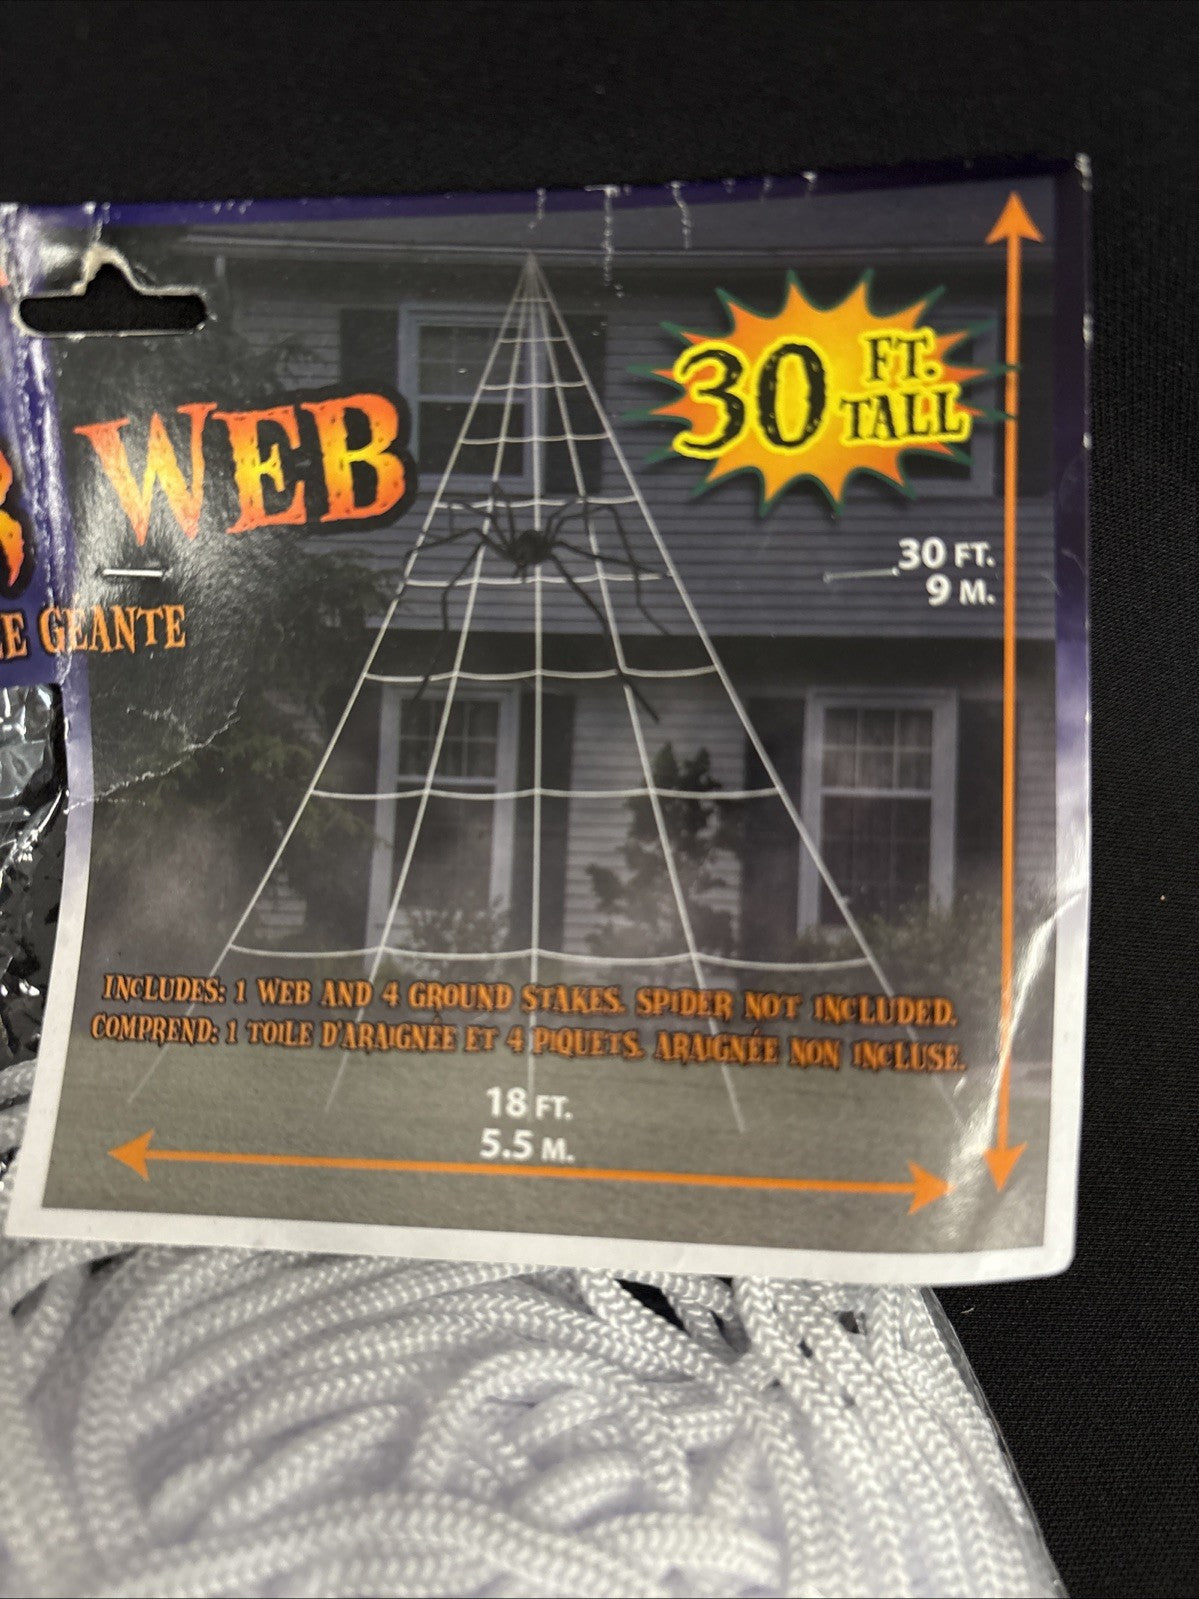 WEB
GEANTE
30 FT.
TALL
30 FT.
9 M.
INCLUDES: 1 WEB AND 4 GROUND STAKES. SPIDER NOT INCLUDED.
COMPREND: 1 TOILE D'ARAIGNÉE ET 4 PIQUETS. ARAIGNÉE NON INCLUSE.
18 FT.
5.5 M.